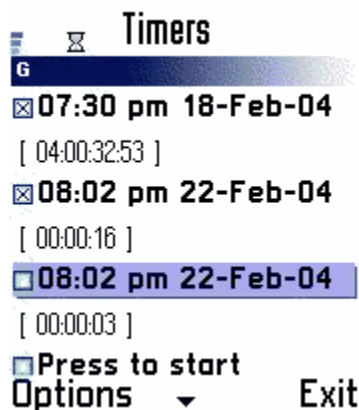 Timers
G
07:30 pm 18-Feb-04
[ 04:00:32:53 ]
08:02 pm 22-Feb-04
[ 00:00:16 ]
08:02 pm 22-Feb-04
[ 00:00:03 ]
Press to start
Options Exit